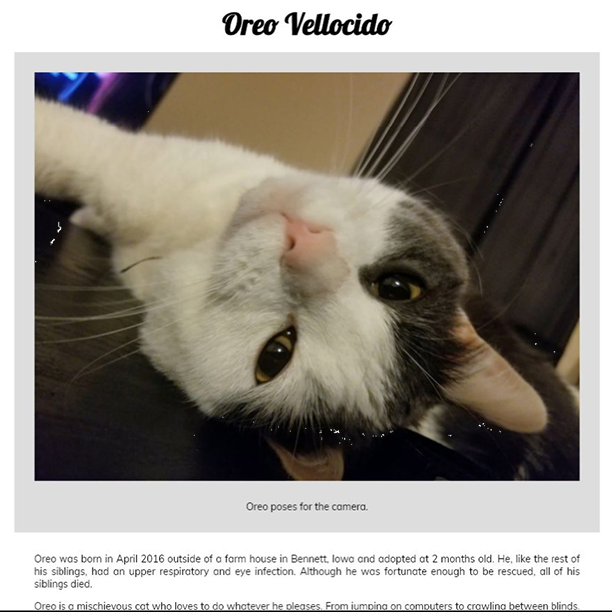 Oreo Vellocido
Oreo poses for the camera.
Oreo was born in April 2016 outside of a farm house in Bennett, Iowa and adopted at 2 months old. He, like the rest of
his siblings, had an upper respiratory and eye infection. Although he was fortunate enough to be rescued, all of his
siblings died.
Oreo is a mischievous cat who loves to do whatever he pleases. From jumping on computers to crawling between blinds,